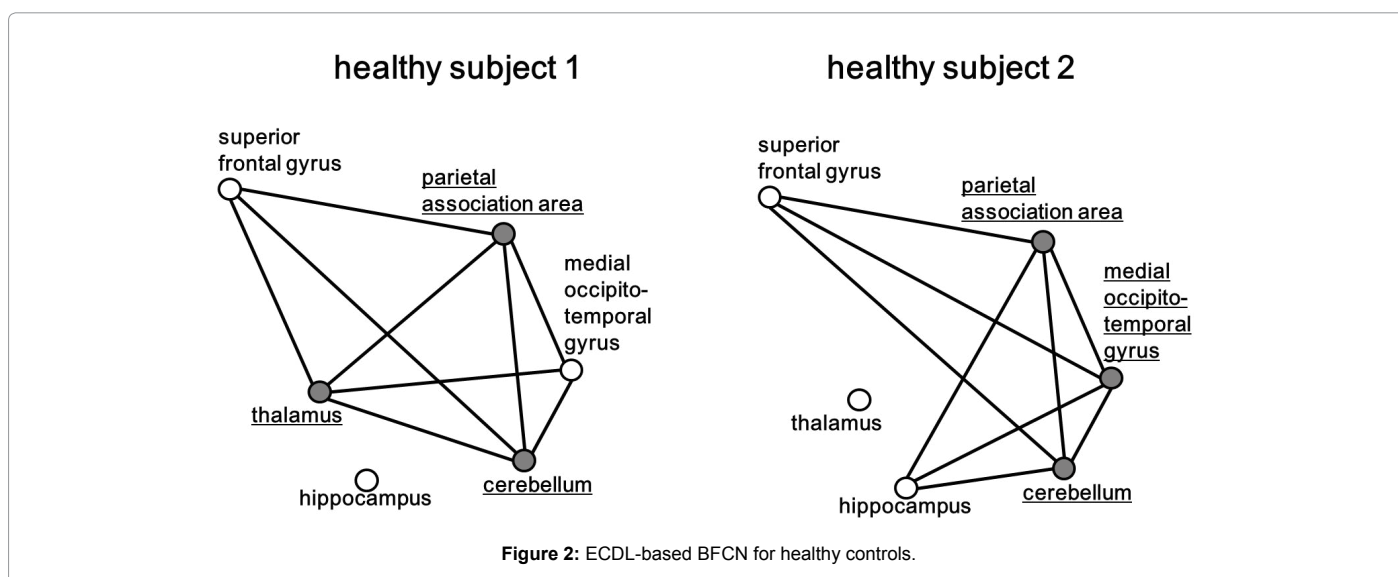 healthy subject 1
superior
frontal gyrus
parietal
association area
medial
occipito-
temporal
gyrus
thalamus
cerebellum
hippocampus
healthy subject 2
superior
frontal gyrus
parietal
association area
medial
occipito-
temporal
gyrus
thalamus
hippocampus
cerebellum
Figure 2: ECDL-based BFCN for healthy controls.